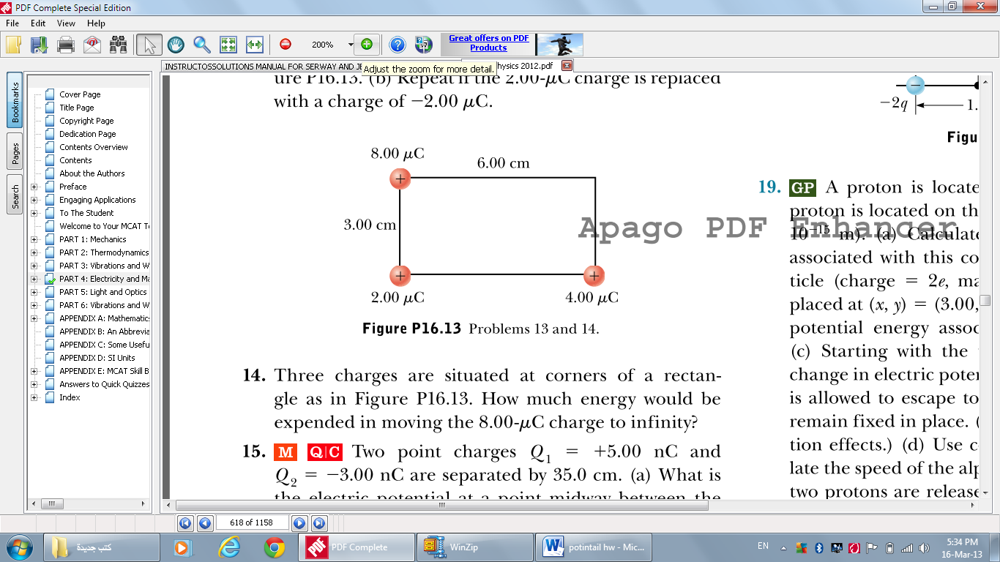 PDF Complete Special Edition
File Edit View Help
200%
Great offers on PDF
Products
INSTRUCTOSSOLUTIONS MANUAL FOR SERWAY AND JE
hysics 2012.pdf
Adjust the zoom for more detail.
Bookmarks
Pages
Search
Cover Page
Title Page
Copyright Page
Dedication Page
Contents Overview
Contents
About the Authors
Preface
Engaging Applications
To The Student
Welcome to Your MCAT Te
PART 1: Mechanics
PART 2: Thermodynamics
PART 3: Vibrations and W
PART 4: Electricity and Ma
PART 5: Light and Optics
PART 6: Vibrations and W
APPENDIX A: Mathematic
APPENDIX B: An Abbrevia
APPENDIX C: Some Usefu
APPENDIX D: SI Units
APPENDIX E: MCAT Skill B
Answers to Quick Quizzes
Index
ure P16.13. (b) Repeat if the 2.00-μC charge is replaced
with a charge of −2.00 μC.
8.00 μC
6.00 cm
3.00 cm
2.00 μC
4.00 μC
Figure P16.13 Problems 13 and 14.
14. Three charges are situated at corners of a rectan-
gle as in Figure P16.13. How much energy would be
expended in moving the 8.00-μC charge to infinity?
15. M Q|C Two point charges Q₁ = +5.00 nC and
Q₂ = −3.00 nC are separated by 35.0 cm. (a) What is
the electric potential at a point midway between the
Apago PDF Enhancer
−2q
1.
Figu
19. GP A proton is locate
proton is located on th
10⁻¹⁵ m). (a) Calculate
associated with this co
ticle (charge = 2e, ma
placed at (x, y) = (3.00,
potential energy assoc
(c) Starting with the
change in electric poten
is allowed to escape to
remain fixed in place. (
tion effects.) (d) Use c
late the speed of the alp
two protons are release
618 of 1158
كتب جديدة
PDF Complete
WinZip
potintail hw - Mic...
EN
5:34 PM
16-Mar-13